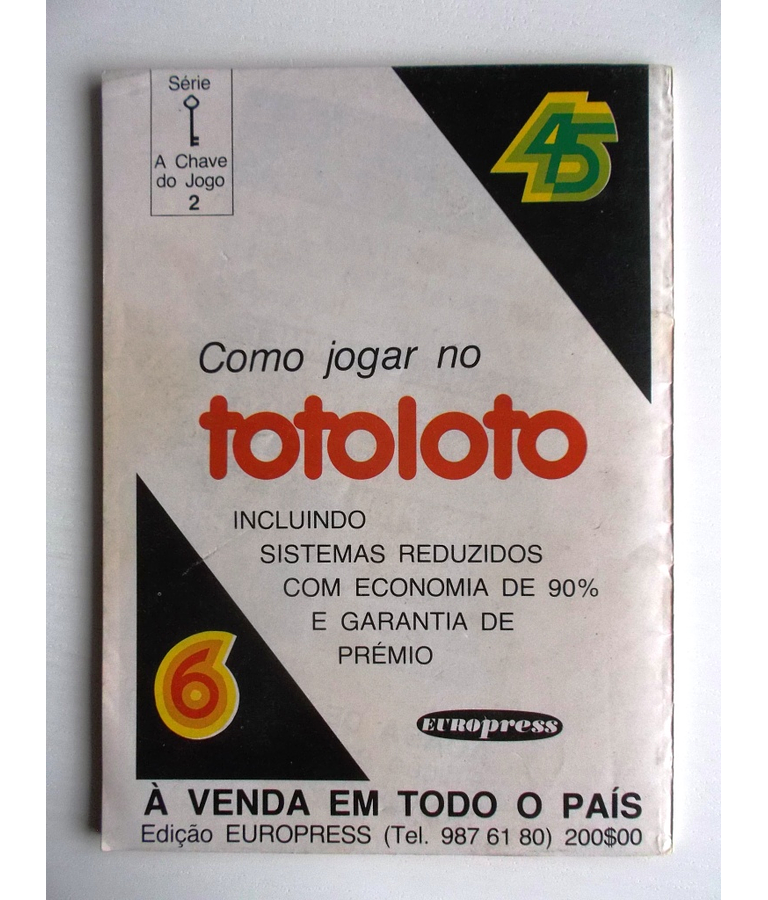 Série
A Chave
do Jogo
2
45
Como jogar no
totoloto
INCLUINDO
SISTEMAS REDUZIDOS
COM ECONOMIA DE 90%
E GARANTIA DE
PRÉMIO
6
EUROpress
À VENDA EM TODO O PAÍS
Edição EUROPRESS (Tel. 987 61 80) 200$00